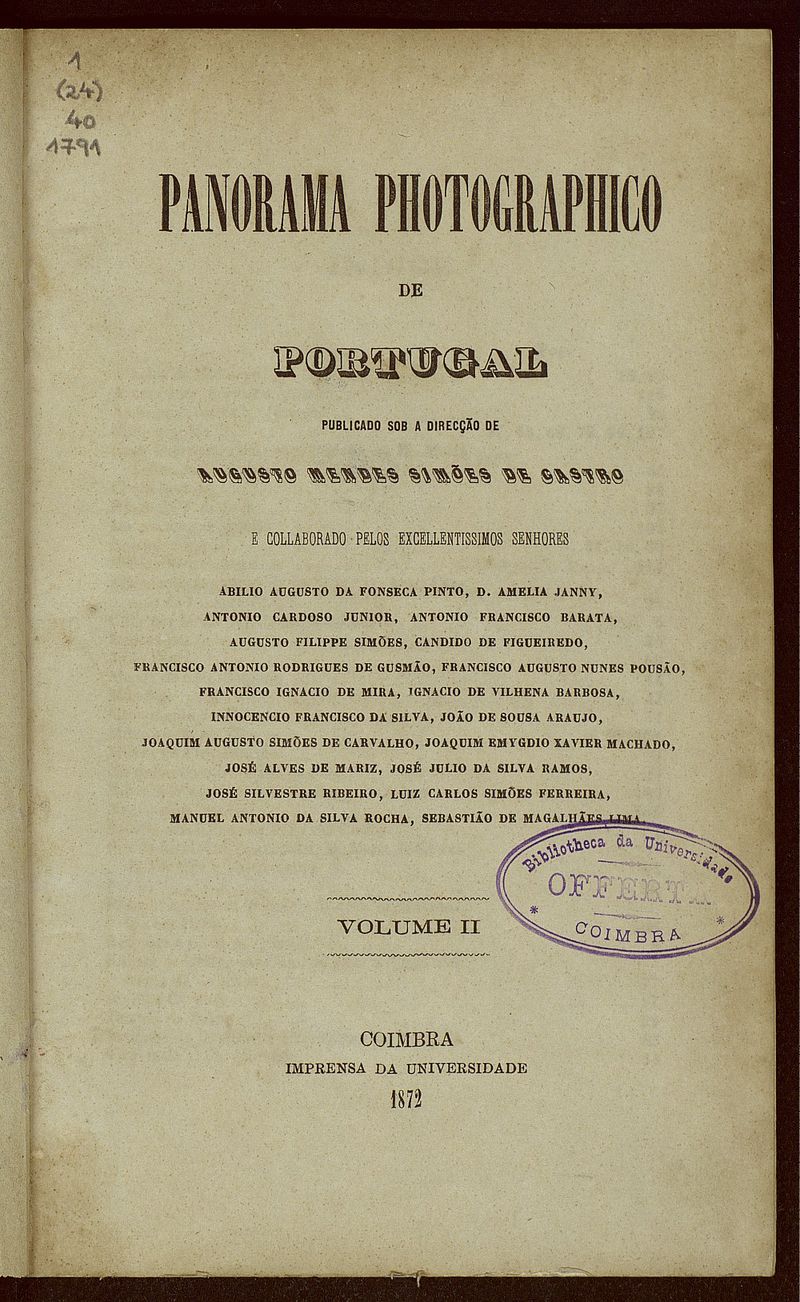 1
(24)
40
1791
PANORAMA PHOTOGRAPHICO
DE
PORTUGAL
PUBLICADO SOB A DIRECÇÃO DE
AUGUSTO MENDES SIMÕES DE CASTRO
E COLLABORADO PELOS EXCELLENTISSIMOS SENHORES
ABILIO AUGUSTO DA FONSECA PINTO, D. AMELIA JANNY,
ANTONIO CARDOSO JUNIOR, ANTONIO FRANCISCO BARATA,
AUGUSTO FILIPPE SIMÕES, CANDIDO DE FIGUEIREDO,
FRANCISCO ANTONIO RODRIGUES DE GUSMÃO, FRANCISCO AUGUSTO NUNES POUSÃO,
FRANCISCO IGNACIO DE MIRA, IGNACIO DE VILHENA BARBOSA,
INNOCENCIO FRANCISCO DA SILVA, JOÃO DE SOUSA ARAUJO,
JOAQUIM AUGUSTO SIMÕES DE CARVALHO, JOAQUIM EMYGDIO XAVIER MACHADO,
JOSÉ ALVES DE MARIZ, JOSÉ JULIO DA SILVA RAMOS,
JOSÉ SILVESTRE RIBEIRO, LUIZ CARLOS SIMÕES FERREIRA,
MANUEL ANTONIO DA SILVA ROCHA, SEBASTIÃO DE MAGALHÃES LIMA.
Bibliotheca da Universidade
OFFERTA
COIMBRA
VOLUME II
COIMBRA
IMPRENSA DA UNIVERSIDADE
1872